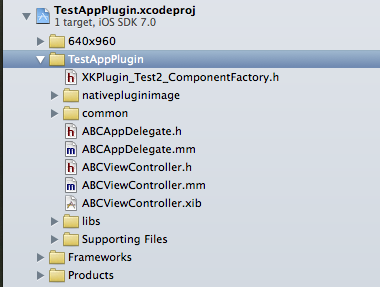 TestAppPlugin.xcodeproj
1 target, iOS SDK 7.0
640x960
TestAppPlugin
h XKPlugin_Test2_ComponentFactory.h
nativepluginimage
common
h ABCAppDelegate.h
m ABCAppDelegate.mm
h ABCViewController.h
m ABCViewController.mm
ABCViewController.xib
libs
Supporting Files
Frameworks
Products